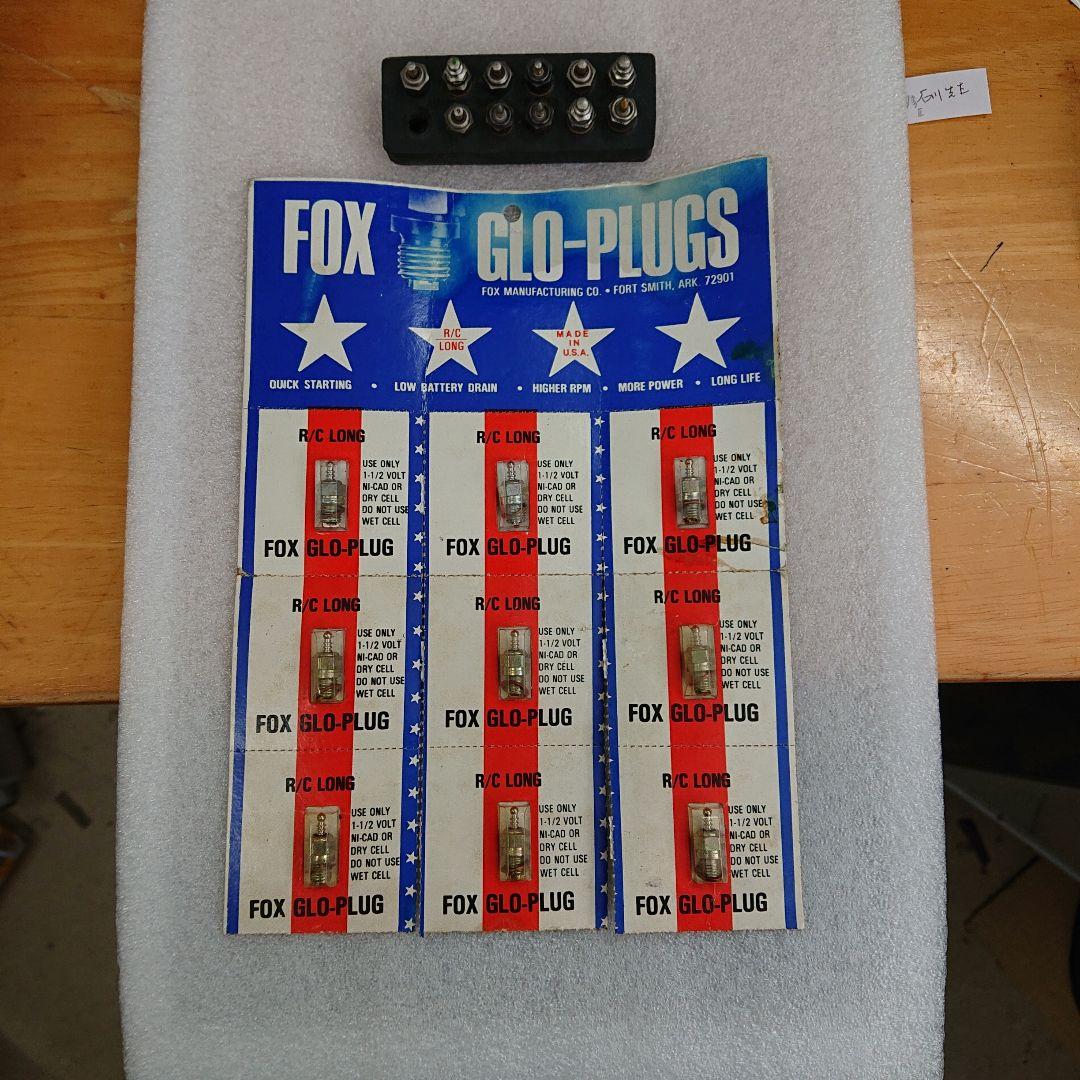 FOX GLO-PLUGS
FOX MANUFACTURING CO. • FORT SMITH, ARK. 72901
R/C
LONG
MADE
IN
U.S.A.
QUICK STARTING • LOW BATTERY DRAIN • HIGHER RPM • MORE POWER • LONG LIFE
R/C LONG
USE ONLY
1-1/2 VOLT
NI-CAD OR
DRY CELL
DO NOT USE
WET CELL
FOX GLO-PLUG
R/C LONG
USE ONLY
1-1/2 VOLT
NI-CAD OR
DRY CELL
DO NOT USE
WET CELL
FOX GLO-PLUG
R/C LONG
USE ONLY
1-1/2 VOLT
NI-CAD OR
DRY CELL
DO NOT USE
WET CELL
FOX GLO-PLUG
R/C LONG
USE ONLY
1-1/2 VOLT
NI-CAD OR
DRY CELL
DO NOT USE
WET CELL
FOX GLO-PLUG
R/C LONG
USE ONLY
1-1/2 VOLT
NI-CAD OR
DRY CELL
DO NOT USE
WET CELL
FOX GLO-PLUG
R/C LONG
USE ONLY
1-1/2 VOLT
NI-CAD OR
DRY CELL
DO NOT USE
WET CELL
FOX GLO-PLUG
R/C LONG
USE ONLY
1-1/2 VOLT
NI-CAD OR
DRY CELL
DO NOT USE
WET CELL
FOX GLO-PLUG
R/C LONG
USE ONLY
1-1/2 VOLT
NI-CAD OR
DRY CELL
DO NOT USE
WET CELL
FOX GLO-PLUG
R/C LONG
USE ONLY
1-1/2 VOLT
NI-CAD OR
DRY CELL
DO NOT USE
WET CELL
FOX GLO-PLUG